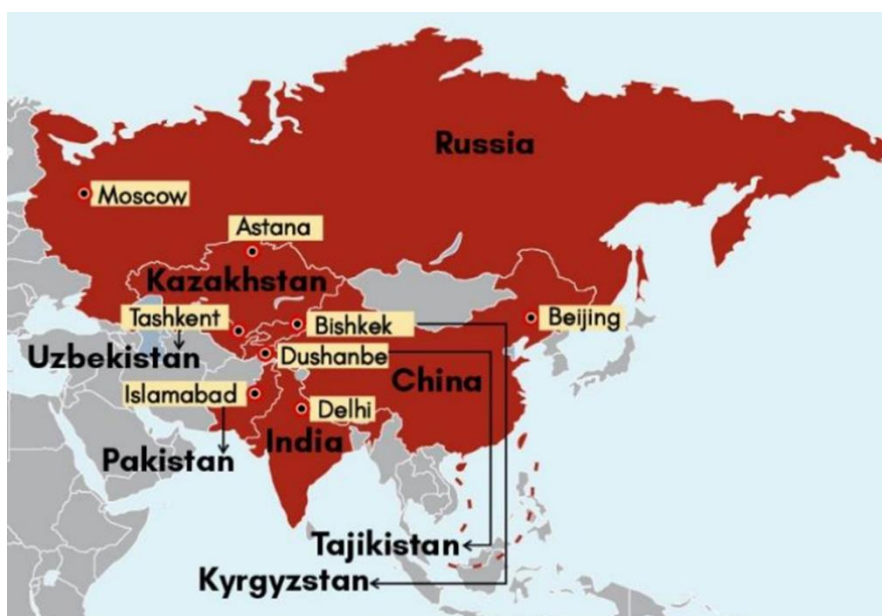 Russia
Moscow
Astana
Kazakhstan
Tashkent
Bishkek
Beijing
Uzbekistan
Dushanbe
China
Islamabad
Delhi
India
Pakistan
Tajikistan
Kyrgyzstan